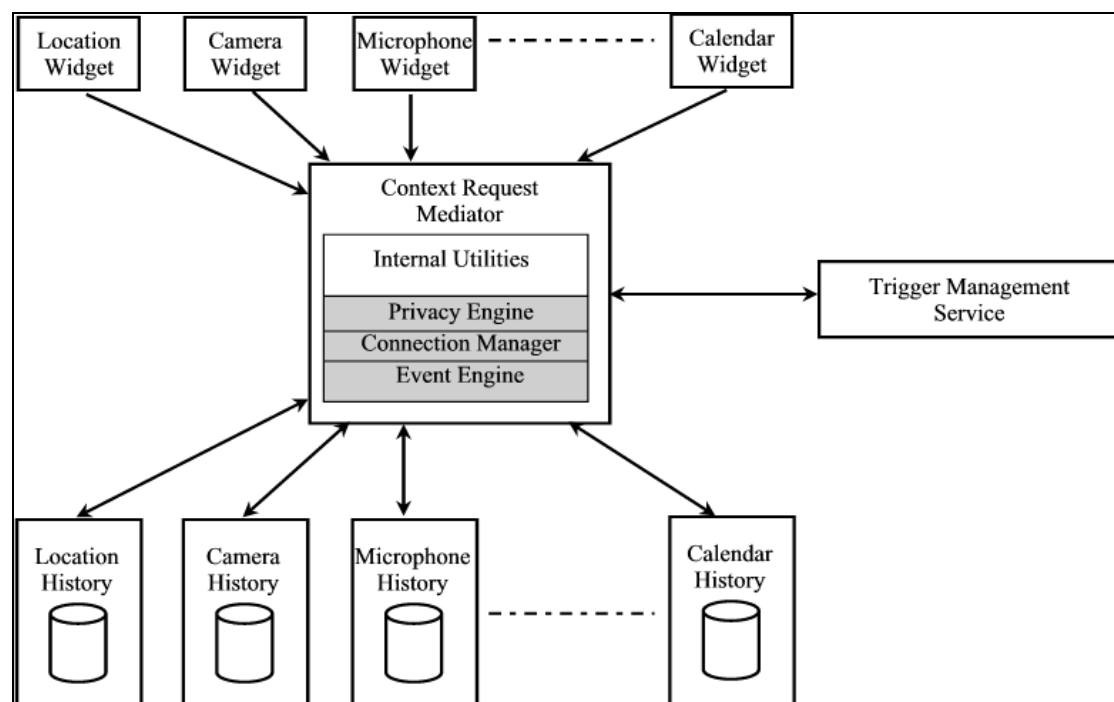 Location
Widget
Camera
Widget
Microphone
Widget
Calendar
Widget
Context Request
Mediator
Internal Utilities
Privacy Engine
Connection Manager
Event Engine
Trigger Management
Service
Location
History
Camera
History
Microphone
History
Calendar
History